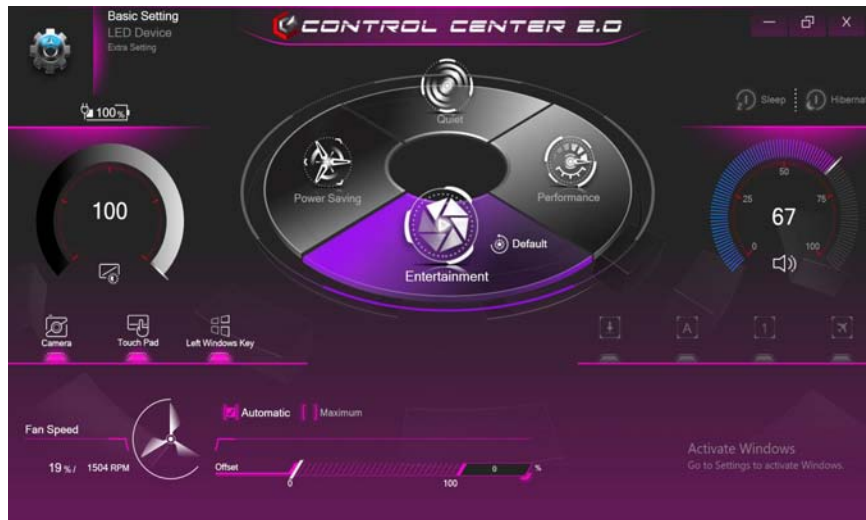 Basic Setting
LED Device
Extra Setting
CONTROL CENTER 2.0
100%
Sleep
Hiberna
Quiet
Power Saving
Performance
Default
Entertainment
100
50
25
75
67
0
100
Camera
Touch Pad
Left Windows Key
A
1
Automatic
Maximum
Fan Speed
19 % / 1504 RPM
Offset
0
%
0
100
Activate Windows
Go to Settings to activate Windows.